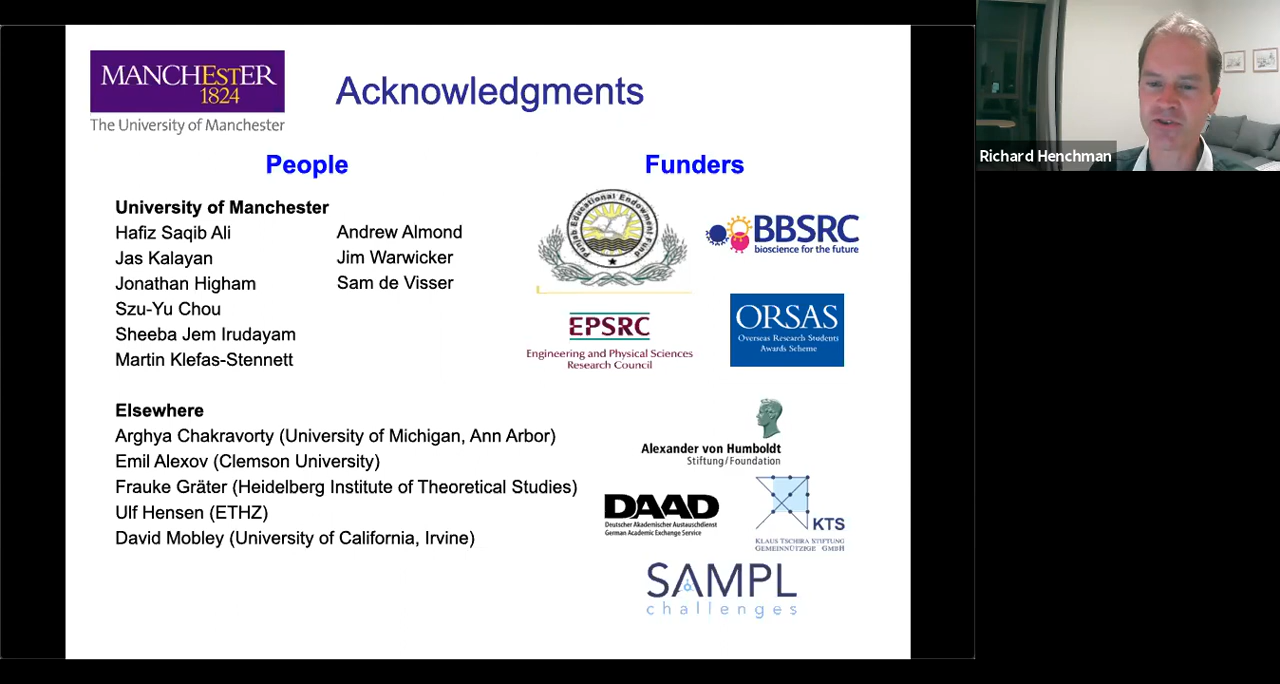 MANCHESTER
1824
The University of Manchester
Acknowledgments
People
University of Manchester
Hafiz Saqib Ali
Jas Kalayan
Jonathan Higham
Szu-Yu Chou
Sheeba Jem Irudayam
Martin Klefas-Stennett
Andrew Almond
Jim Warwicker
Sam de Visser
Elsewhere
Arghya Chakravorty (University of Michigan, Ann Arbor)
Emil Alexov (Clemson University)
Frauke Gräter (Heidelberg Institute of Theoretical Studies)
Ulf Hensen (ETHZ)
David Mobley (University of California, Irvine)
Funders
Punjab Educational Endowment Fund
BBSRC
bioscience for the future
EPSRC
Engineering and Physical Sciences
Research Council
ORSAS
Overseas Research Students
Awards Scheme
Alexander von Humboldt
Stiftung/Foundation
DAAD
Deutscher Akademischer Austauschdienst
German Academic Exchange Service
KTS
KLAUS TSCHIRA STIFTUNG
GEMEINNÜTZIGE GMBH
SAMPL
challenges
Richard Henchman